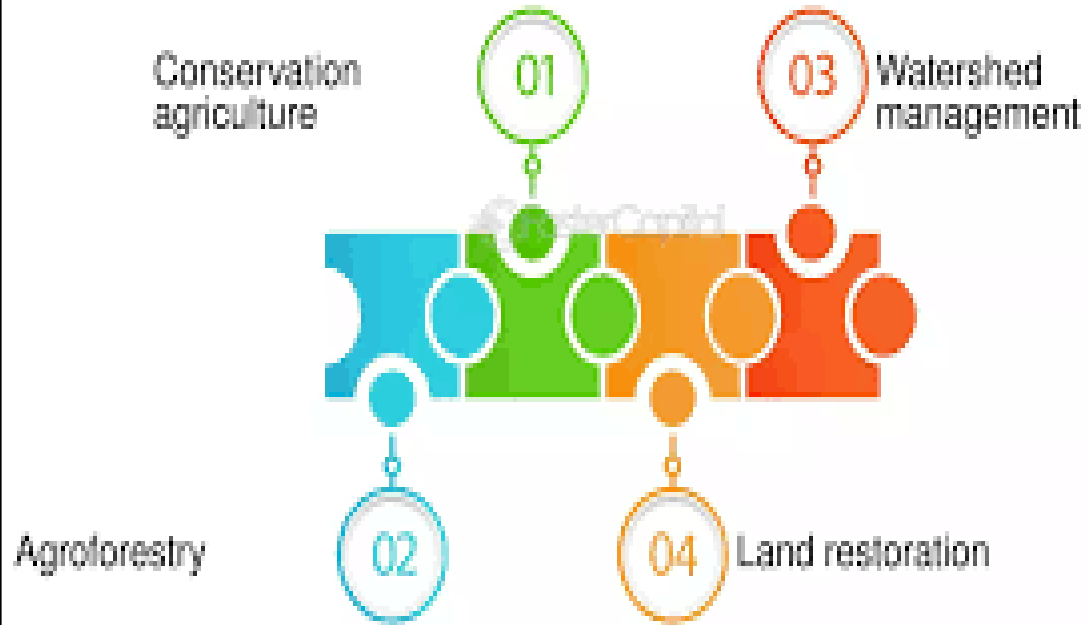 Conservation
agriculture
01
03
Watershed
management
Agroforestry
02
04
Land restoration